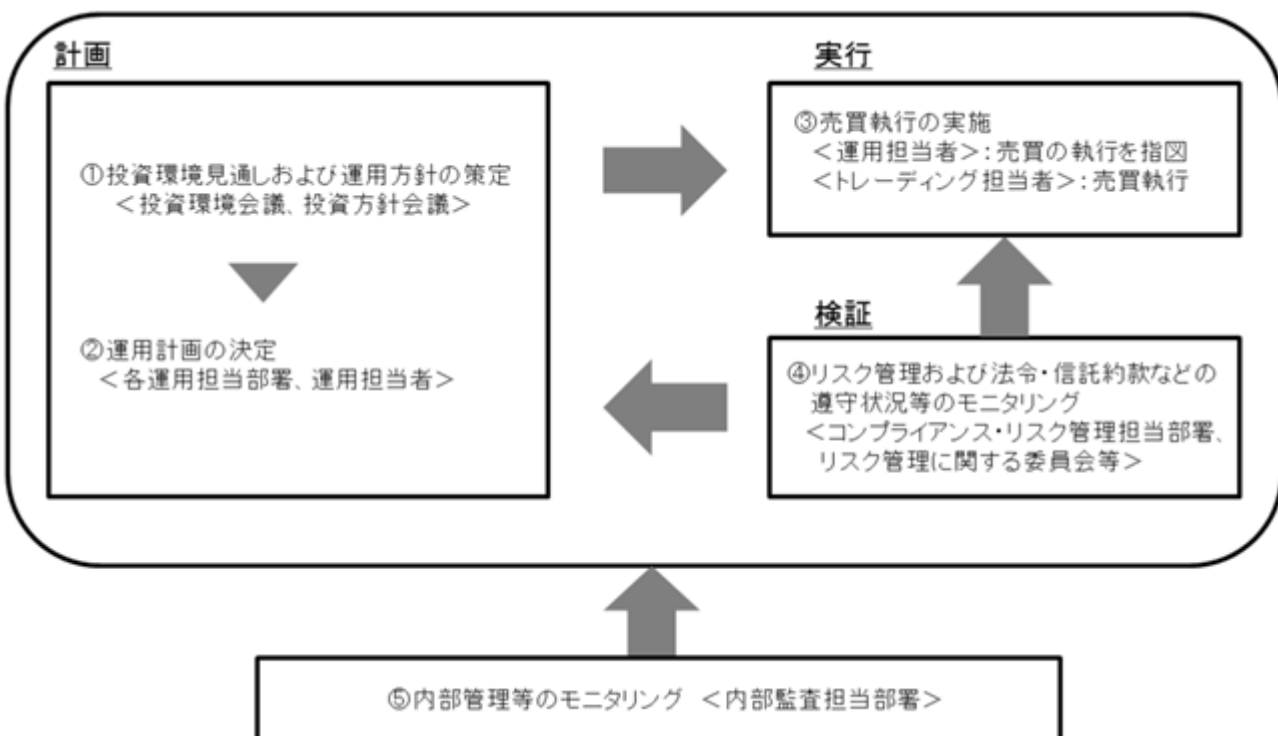 計画
①投資環境見通しおよび運用方針の策定
＜投資環境会議、投資方針会議＞
②運用計画の決定
＜各運用担当部署、運用担当者＞
実行
③売買執行の実施
＜運用担当者＞：売買の執行を指図
＜トレーディング担当者＞：売買執行
検証
④リスク管理および法令・信託約款などの
遵守状況等のモニタリング
＜コンプライアンス・リスク管理担当部署、
リスク管理に関する委員会等＞
⑤内部管理等のモニタリング ＜内部監査担当部署＞